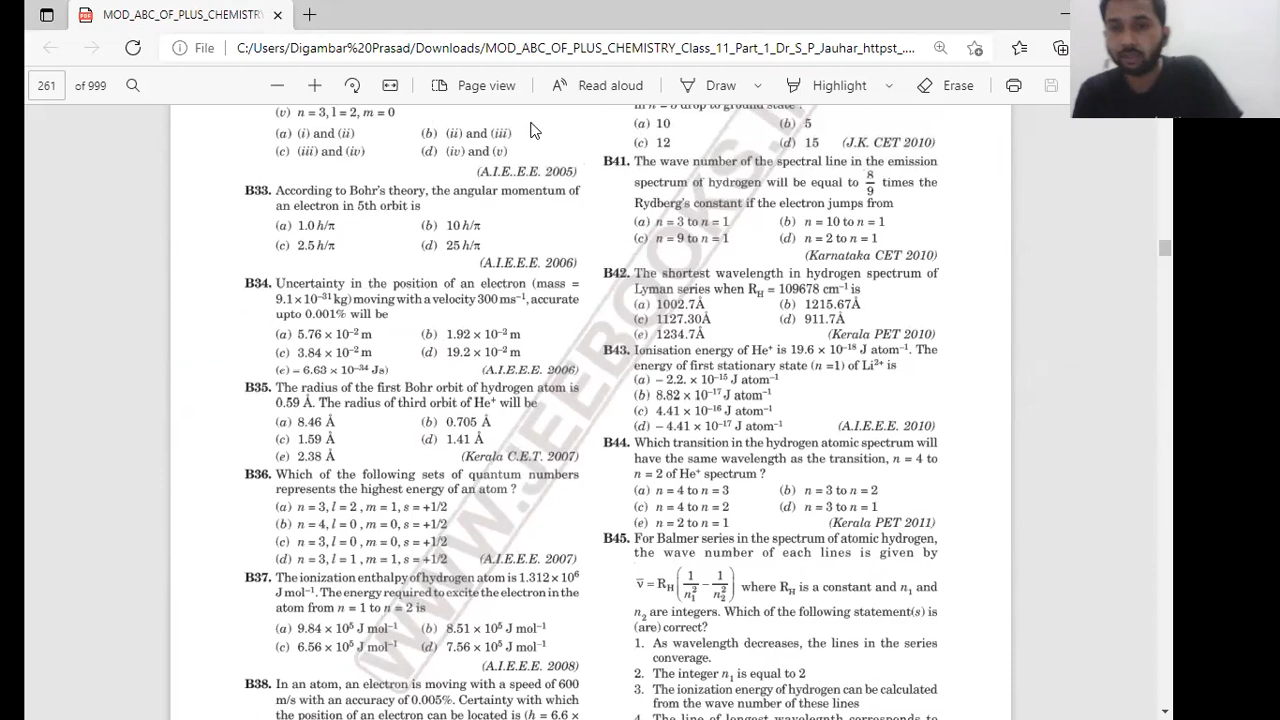 MOD_ABC_OF_PLUS_CHEMISTRY
File
C:/Users/Digambar%20Prasad/Downloads/MOD_ABC_OF_PLUS_CHEMISTRY_Class_11_Part_1_Dr_S_P_Jauhar_httpst_....
261 of 999
Page view
Read aloud
Draw
Highlight
Erase
(v) n = 3, l = 2, m = 0
(a) (i) and (ii) (b) (ii) and (iii)
(c) (iii) and (iv) (d) (iv) and (v)
(A.I.E..E.E. 2005)
B33. According to Bohr's theory, the angular momentum of
an electron in 5th orbit is
(a) 1.0 h/π (b) 10 h/π
(c) 2.5 h/π (d) 25 h/π
(A.I.E.E.E. 2006)
B34. Uncertainty in the position of an electron (mass =
9.1 × 10⁻³¹ kg) moving with a velocity 300 ms⁻¹, accurate
upto 0.001% will be
(a) 5.76 × 10⁻² m (b) 1.92 × 10⁻² m
(c) 3.84 × 10⁻² m (d) 19.2 × 10⁻² m
(e) – 6.63 × 10⁻³⁴ Js) (A.I.E.E.E. 2006)
B35. The radius of the first Bohr orbit of hydrogen atom is
0.59 Å. The radius of third orbit of He⁺ will be
(a) 8.46 Å (b) 0.705 Å
(c) 1.59 Å (d) 1.41 Å
(e) 2.38 Å (Kerala C.E.T. 2007)
B36. Which of the following sets of quantum numbers
represents the highest energy of an atom ?
(a) n = 3, l = 2 , m = 1, s = +1/2
(b) n = 4, l = 0 , m = 0, s = +1/2
(c) n = 3, l = 0 , m = 0, s = +1/2
(d) n = 3, l = 1 , m = 1, s = +1/2 (A.I.E.E.E. 2007)
B37. The ionization enthalpy of hydrogen atom is 1.312 × 10⁶
J mol⁻¹. The energy required to excite the electron in the
atom from n = 1 to n = 2 is
(a) 9.84 × 10⁵ J mol⁻¹ (b) 8.51 × 10⁵ J mol⁻¹
(c) 6.56 × 10⁵ J mol⁻¹ (d) 7.56 × 10⁵ J mol⁻¹
(A.I.E.E.E. 2008)
B38. In an atom, an electron is moving with a speed of 600
m/s with an accuracy of 0.005%. Certainty with which
the position of an electron can be located is (h = 6.6 ×
drop to ground state ?
(a) 10 (b) 5
(c) 12 (d) 15 (J.K. CET 2010)
B41. The wave number of the spectral line in the emission
spectrum of hydrogen will be equal to 8/9 times the
Rydberg's constant if the electron jumps from
(a) n = 3 to n = 1 (b) n = 10 to n = 1
(c) n = 9 to n = 1 (d) n = 2 to n = 1
(Karnataka CET 2010)
B42. The shortest wavelength in hydrogen spectrum of
Lyman series when R_H = 109678 cm⁻¹ is
(a) 1002.7Å (b) 1215.67Å
(c) 1127.30Å (d) 911.7Å
(e) 1234.7Å (Kerala PET 2010)
B43. Ionisation energy of He⁺ is 19.6 × 10⁻¹⁸ J atom⁻¹. The
energy of first stationary state (n =1) of Li²⁺ is
(a) – 2.2. × 10⁻¹⁵ J atom⁻¹
(b) 8.82 × 10⁻¹⁷ J atom⁻¹
(c) 4.41 × 10⁻¹⁶ J atom⁻¹
(d) – 4.41 × 10⁻¹⁷ J atom⁻¹ (A.I.E.E.E. 2010)
B44. Which transition in the hydrogen atomic spectrum will
have the same wavelength as the transition, n = 4 to
n = 2 of He⁺ spectrum ?
(a) n = 4 to n = 3 (b) n = 3 to n = 2
(c) n = 4 to n = 2 (d) n = 3 to n = 1
(e) n = 2 to n = 1 (Kerala PET 2011)
B45. For Balmer series in the spectrum of atomic hydrogen,
the wave number of each lines is given by
ν̄ = R_H (1/n₁² – 1/n₂²) where R_H is a constant and n₁ and
n₂ are integers. Which of the following statement(s) is
(are) correct?
1. As wavelength decreases, the lines in the series
converage.
2. The integer n₁ is equal to 2
3. The ionization energy of hydrogen can be calculated
from the wave number of these lines
4. The line of longest wavelegnth corresponds to